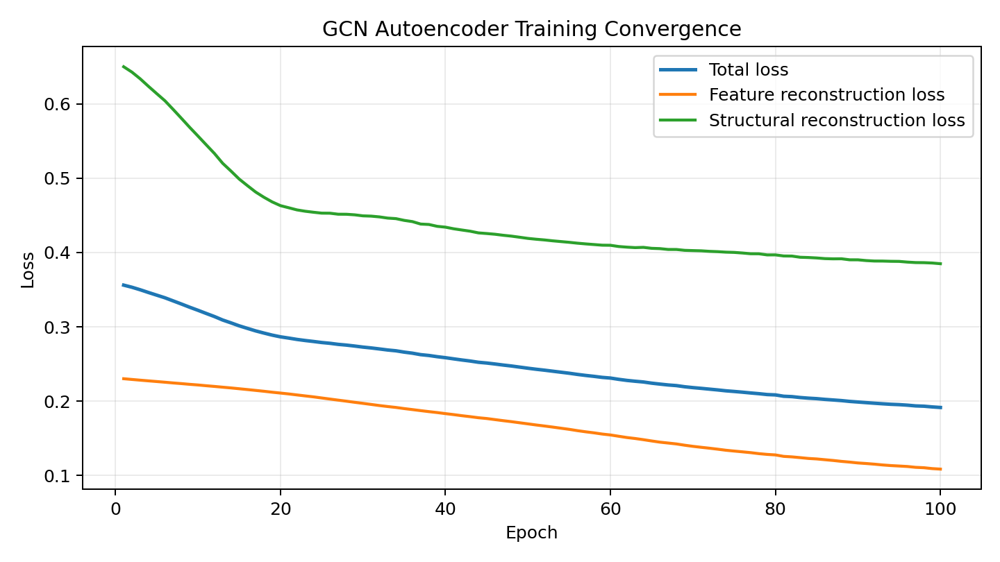 GCN Autoencoder Training Convergence
Total loss
Feature reconstruction loss
Structural reconstruction loss
Loss
0.6
0.5
0.4
0.3
0.2
0.1
0 20 40 60 80 100
Epoch